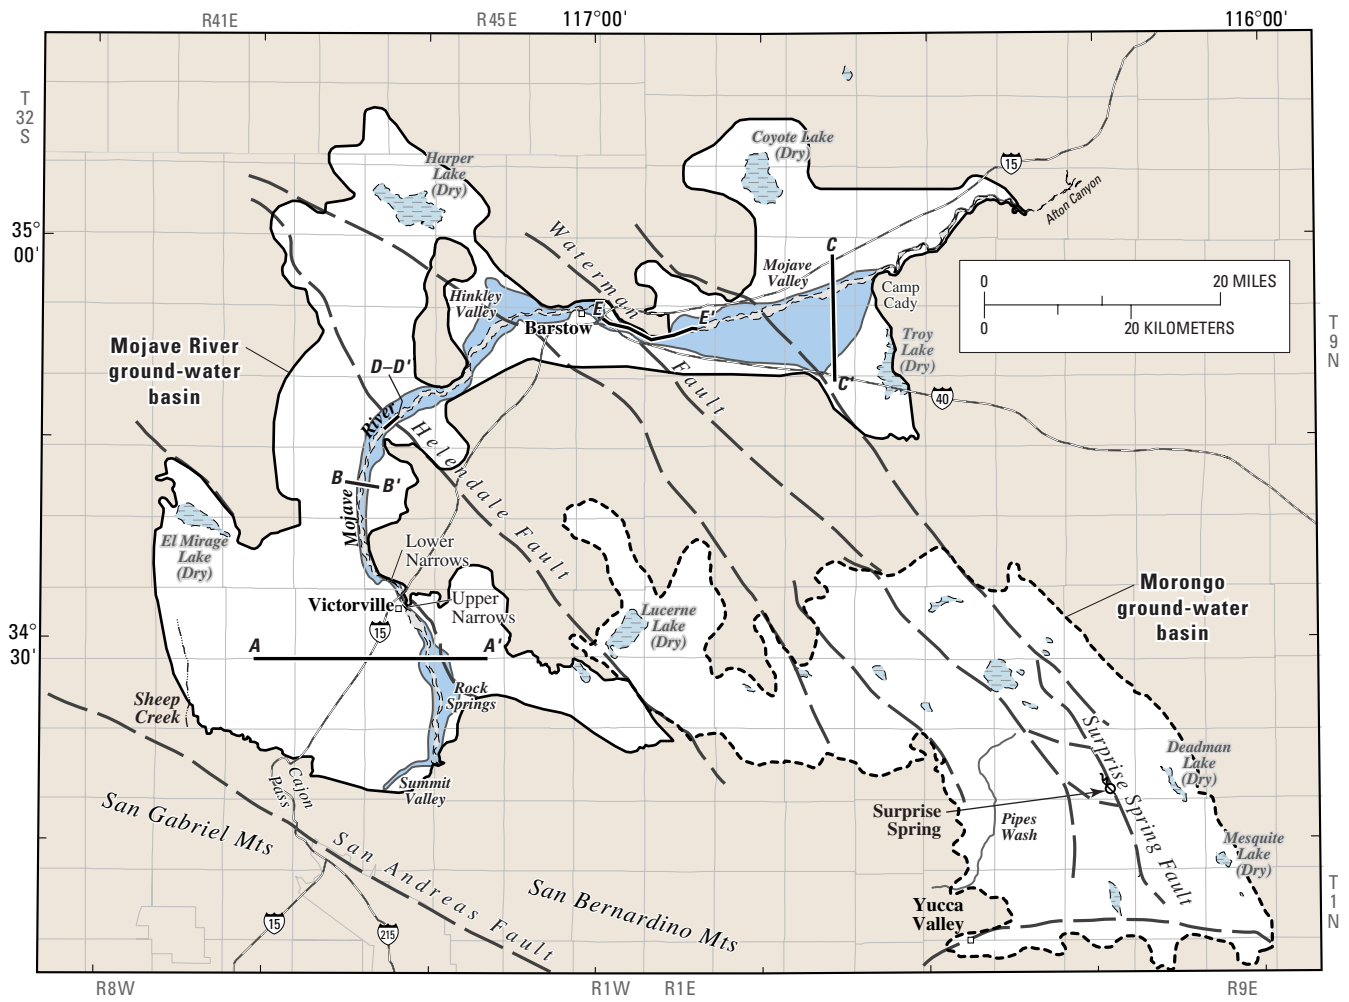 R41E
R45E
117°00'
116°00'
T
32
S
Coyote Lake
(Dry)
Harper
Lake
(Dry)
15
Afton Canyon
35°
00'
Waterman
C
Mojave
Valley
0
20 MILES
0
20 KILOMETERS
Camp
Cady
Hinkley
Valley
E
E'
Barstow
Troy
Lake
(Dry)
T
9
N
Mojave River
ground-water
basin
D–D'
Fault
C'
40
River
Helendale Fault
B
B'
Mojave
El Mirage
Lake
(Dry)
Lower
Narrows
Victorville
Upper
Narrows
Lucerne
Lake
(Dry)
Morongo
ground-water
basin
34°
30'
15
A
A'
Sheep
Creek
Rock
Springs
Surprise Spring Fault
Deadman
Lake
(Dry)
Cajon
Pass
Summit
Valley
San Gabriel Mts
Surprise
Spring
Pipes
Wash
Mesquite
Lake
(Dry)
San Andreas Fault
San Bernardino Mts
Yucca
Valley
T
1
N
15
215
R8W
R1W
R1E
R9E